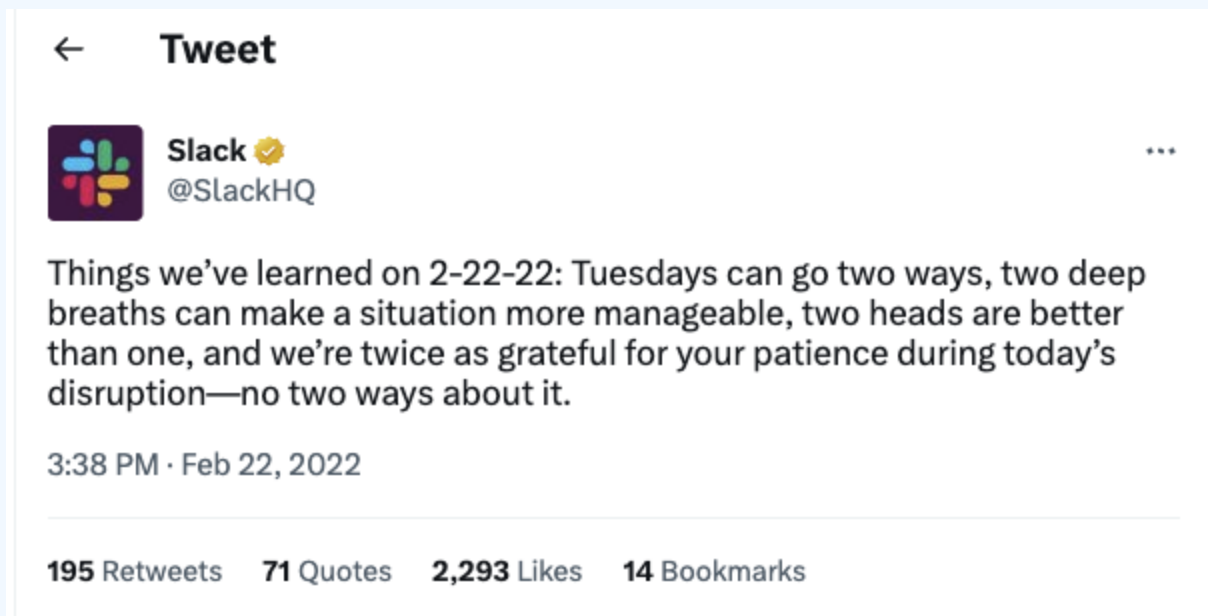 ← Tweet
Slack
@SlackHQ
Things we’ve learned on 2-22-22: Tuesdays can go two ways, two deep
breaths can make a situation more manageable, two heads are better
than one, and we’re twice as grateful for your patience during today’s
disruption—no two ways about it.
3:38 PM · Feb 22, 2022
195 Retweets 71 Quotes 2,293 Likes 14 Bookmarks